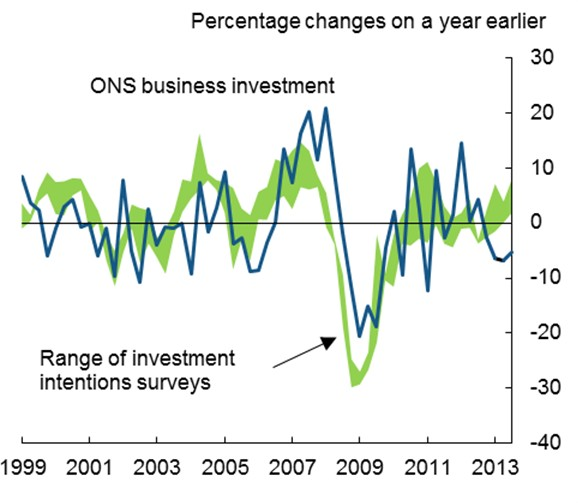 Percentage changes on a year earlier
30
ONS business investment
20
10
0
-10
-20
Range of investment
intentions surveys
-30
-40
1999 2001 2003 2005 2007 2009 2011 2013